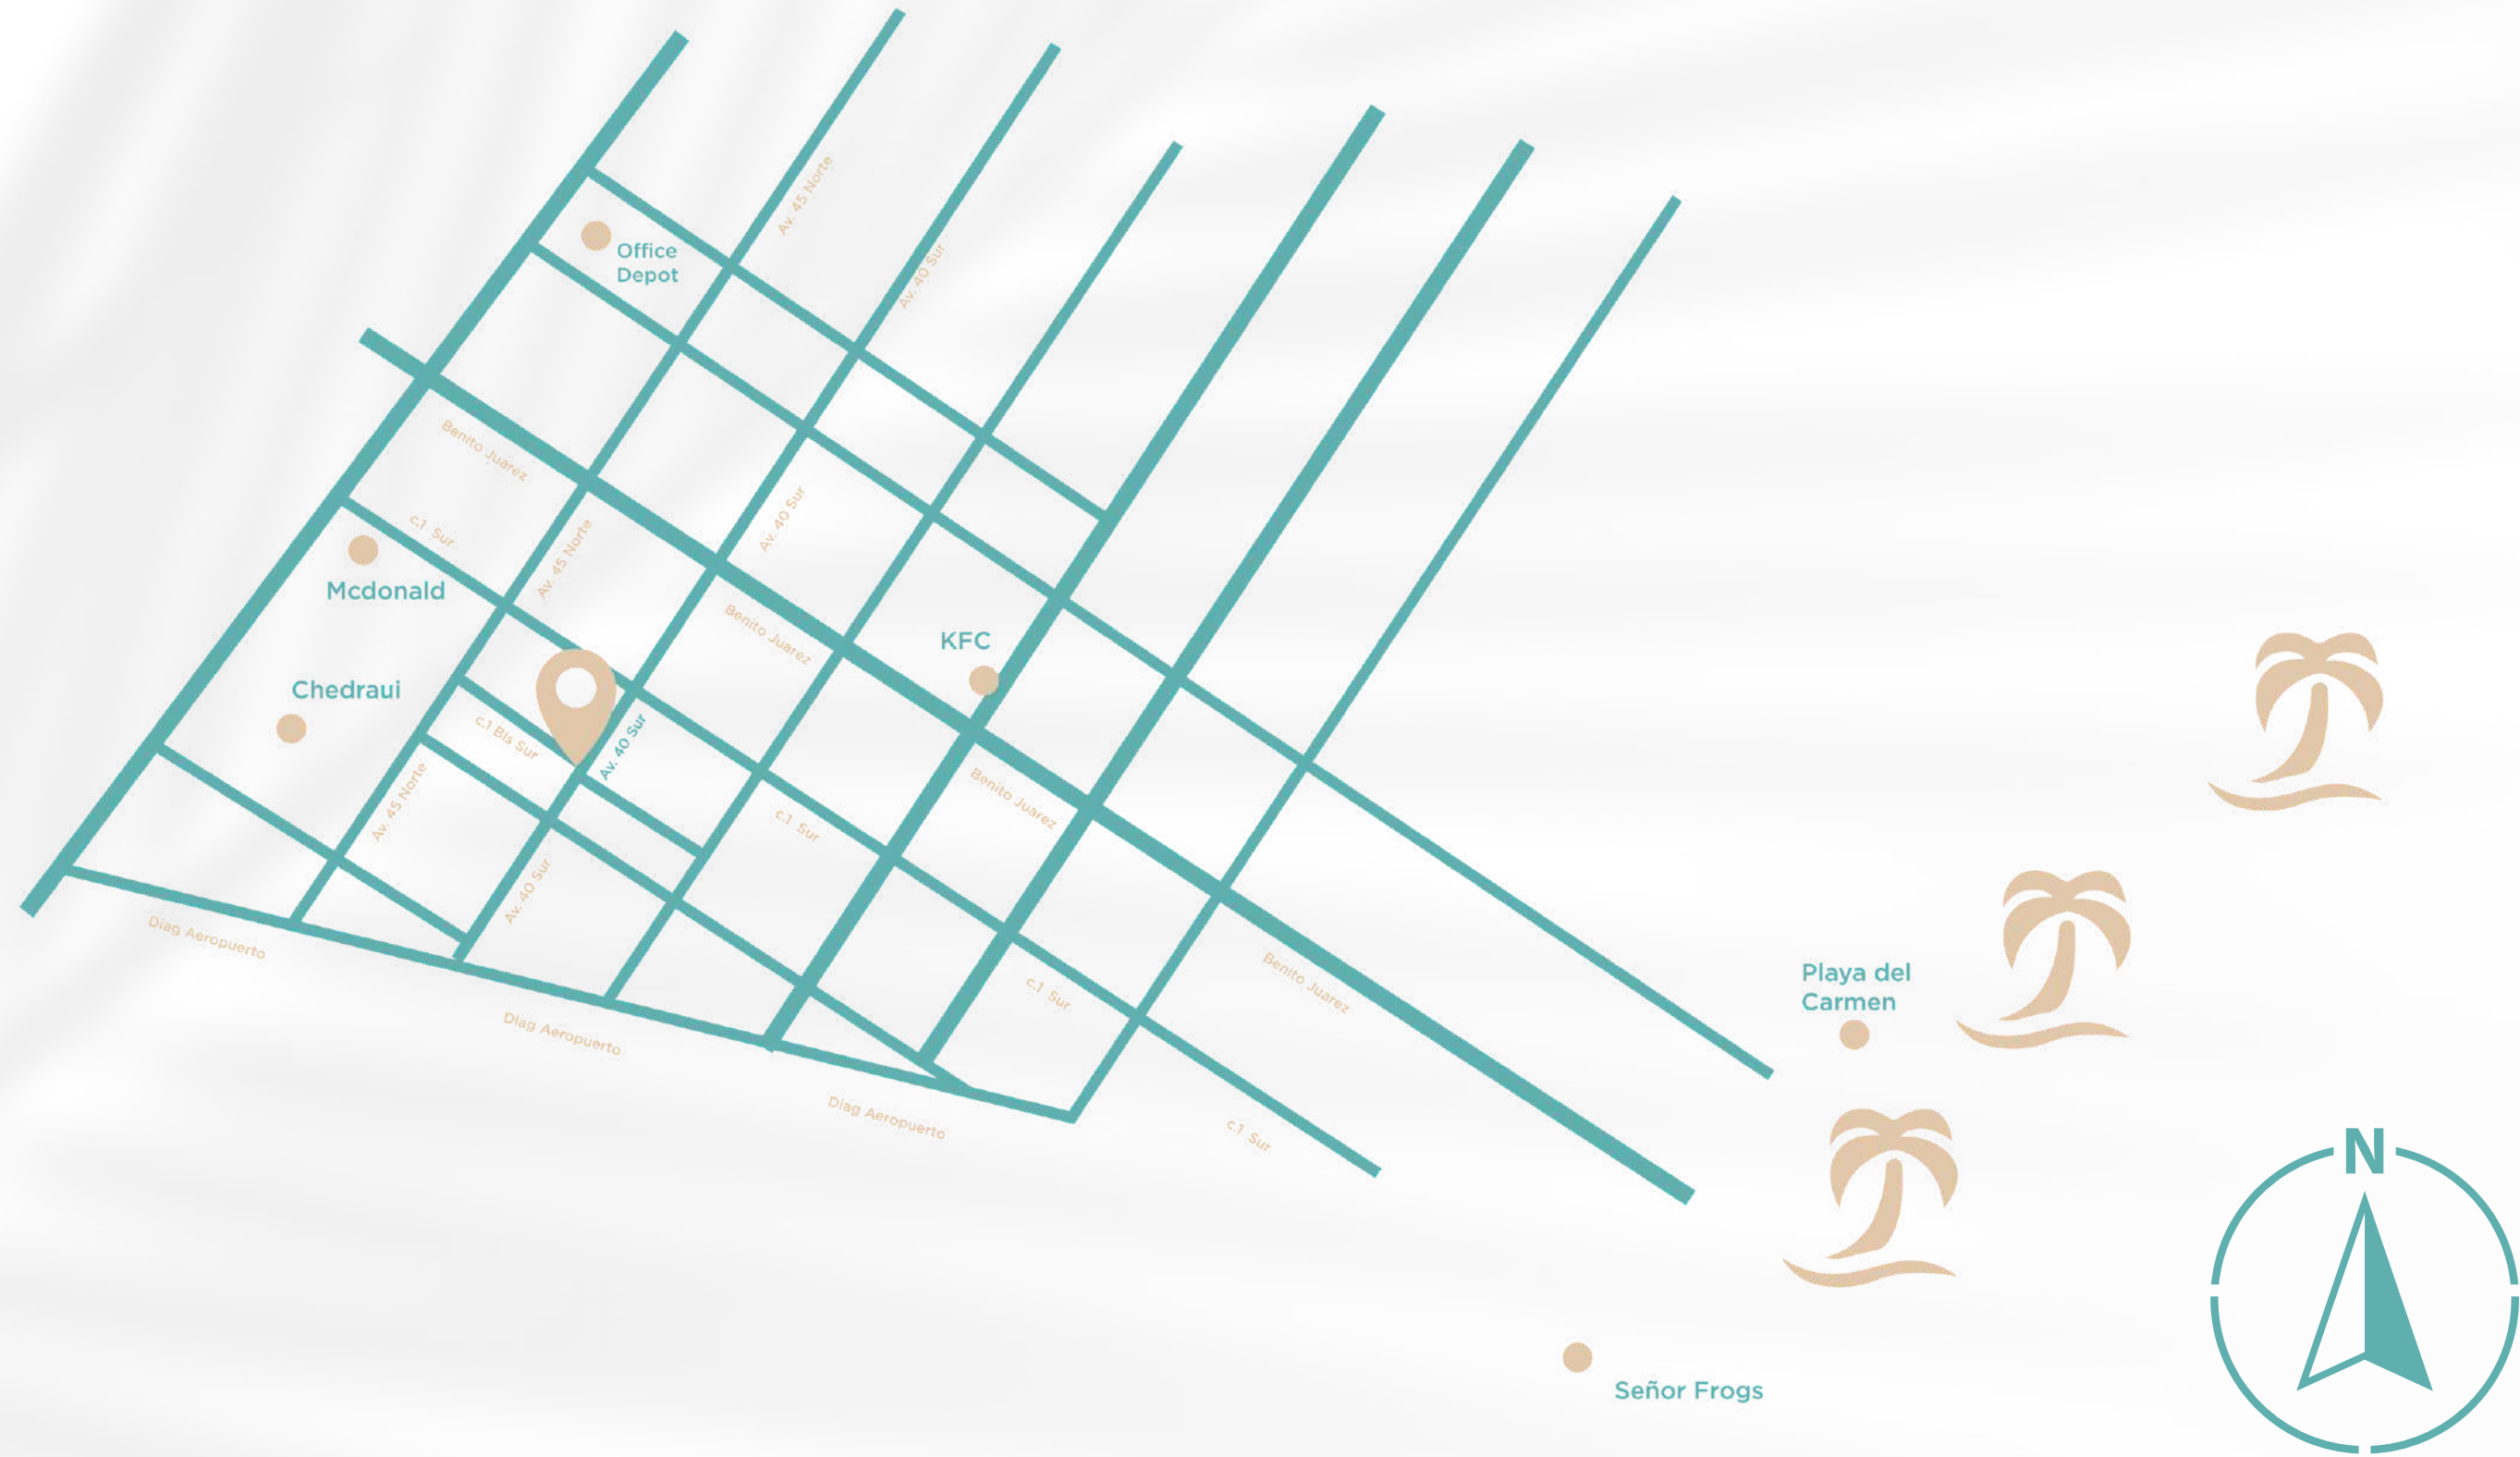 Av. 45 Norte
Av. 40 Sur
Office
Depot
Benito Juarez
c.1 Sur
Av. 45 Norte
Av. 40 Sur
Mcdonald
Benito Juarez
KFC
Chedraui
c.1 Bis Sur
Av. 40 Sur
Av. 45 Norte
Benito Juarez
c.1 Sur
Av. 40 Sur
Diag Aeropuerto
Benito Juarez
c.1 Sur
Playa del
Carmen
Diag Aeropuerto
Diag Aeropuerto
c.1 Sur
N
Señor Frogs